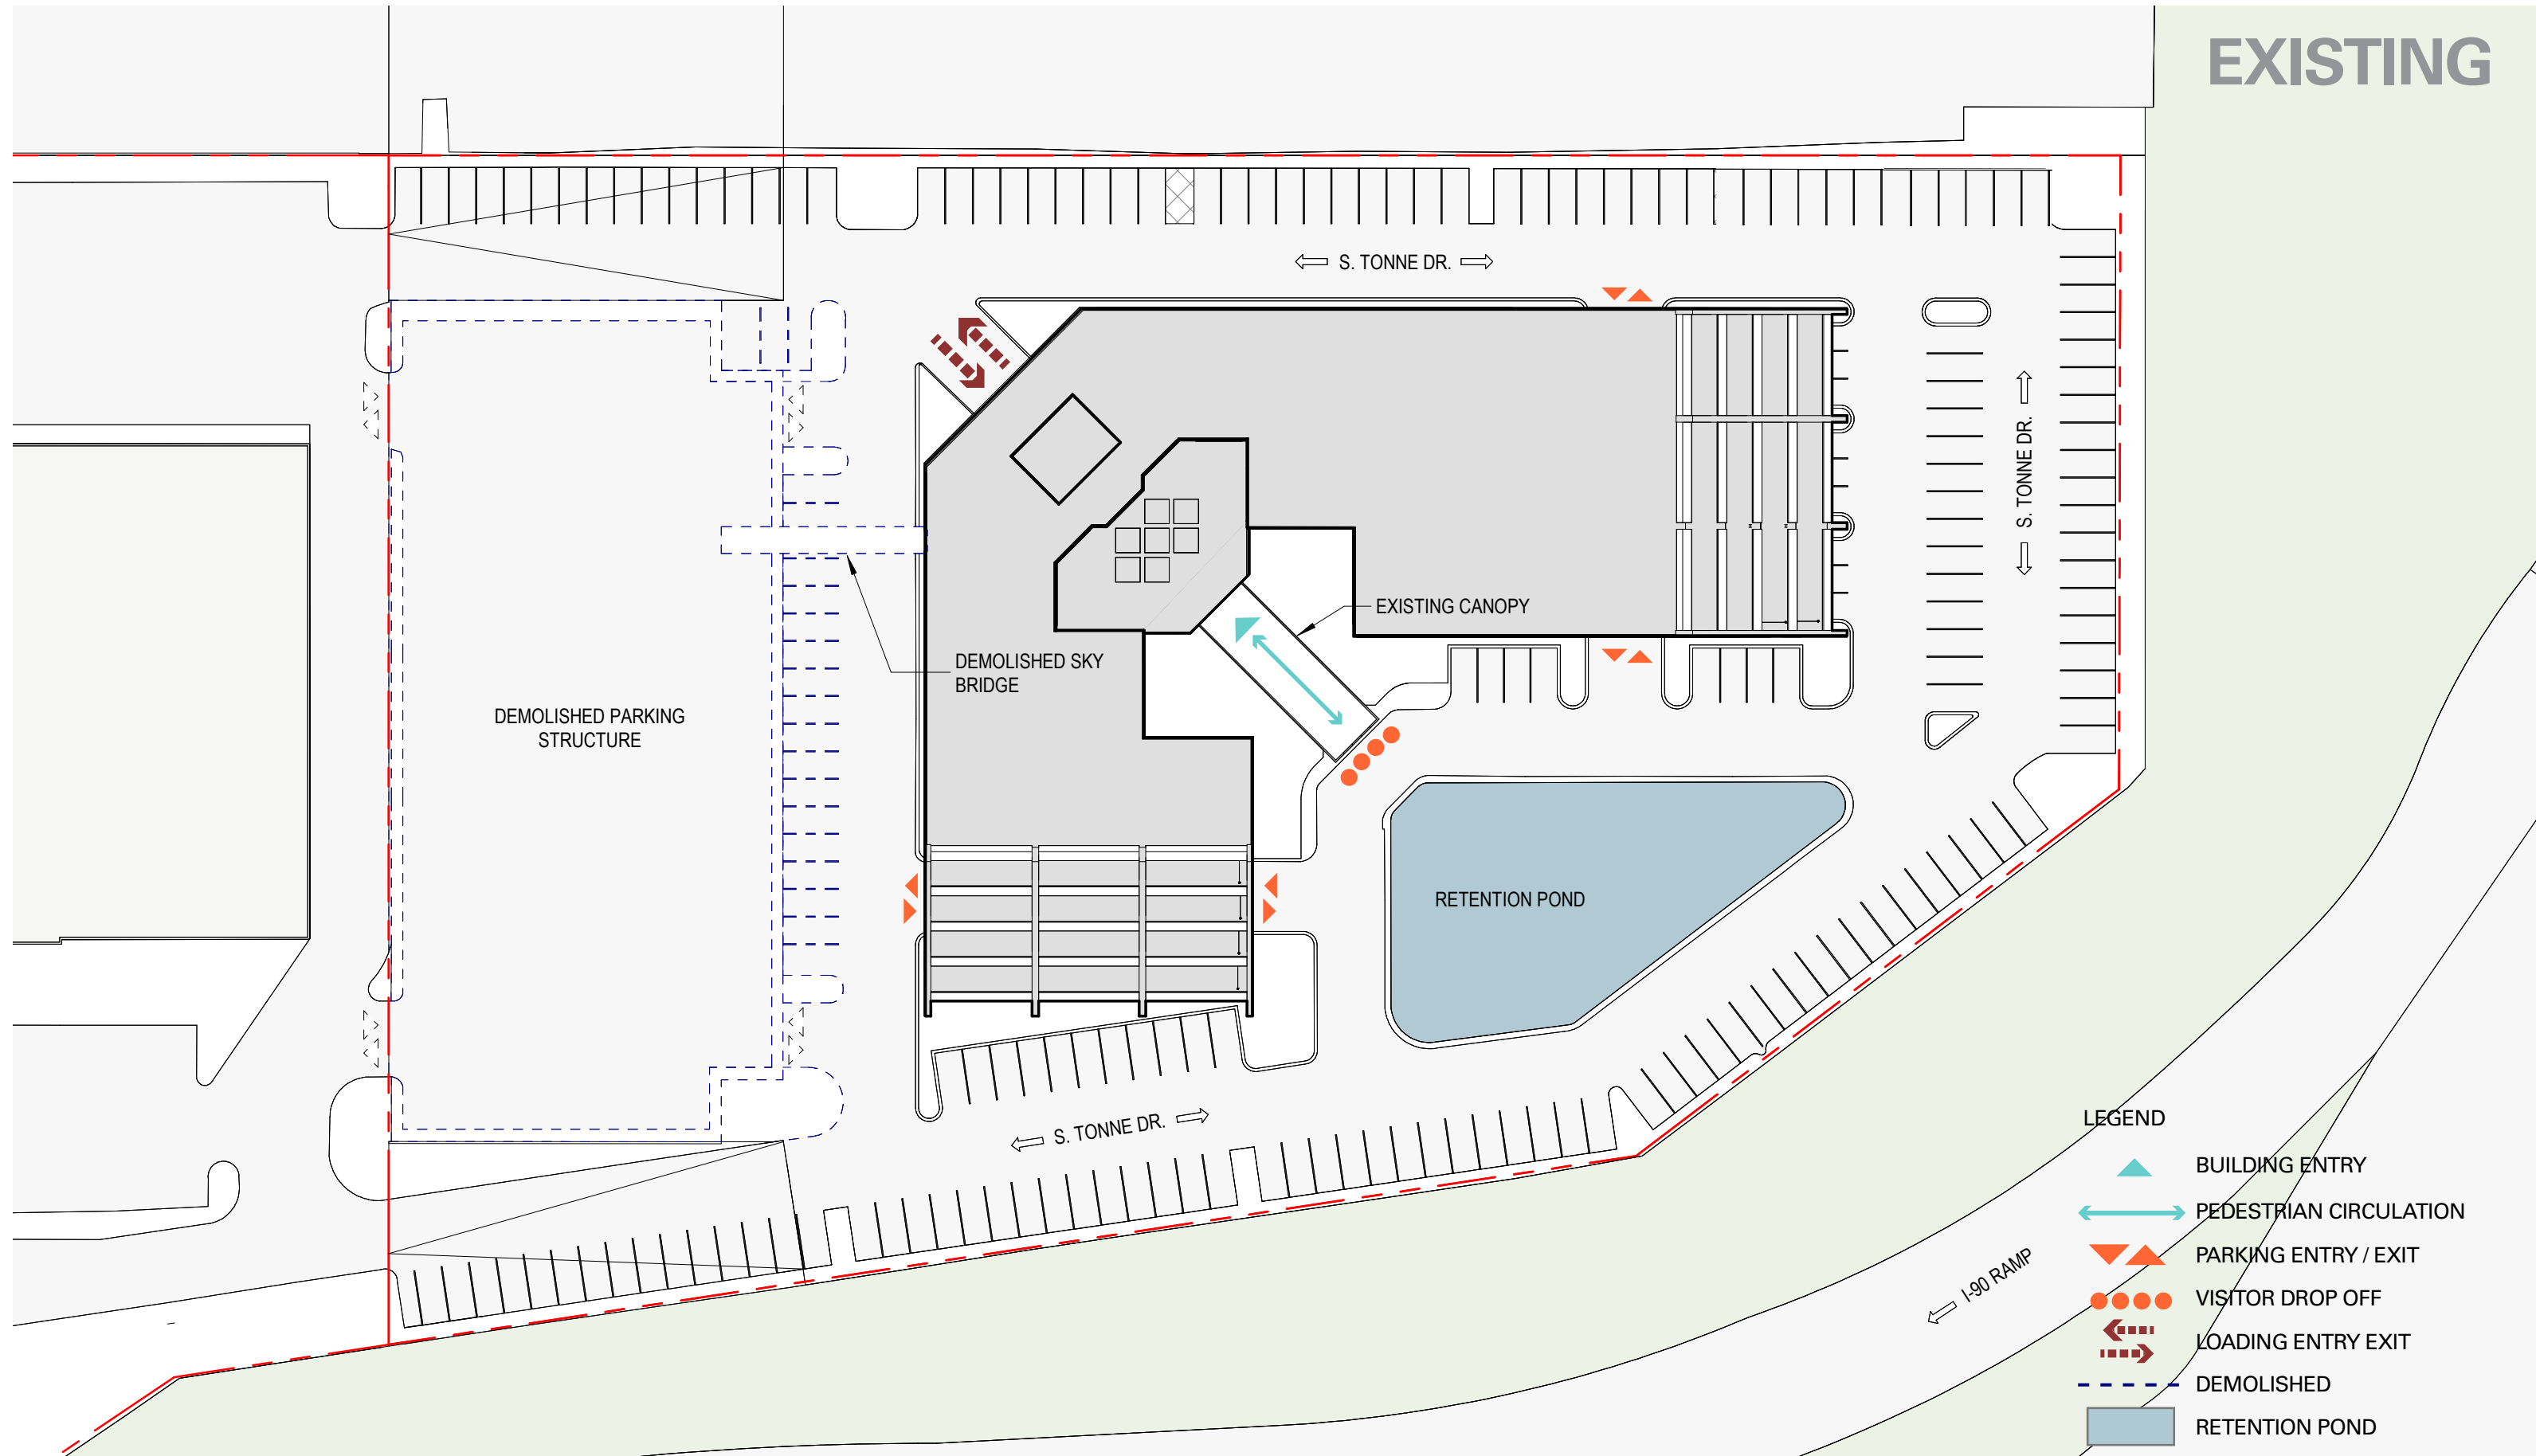 EXISTING
S. TONNE DR.
S. TONNE DR.
EXISTING CANOPY
DEMOLISHED SKY
BRIDGE
DEMOLISHED PARKING
STRUCTURE
RETENTION POND
S. TONNE DR.
I-90 RAMP
LEGEND
BUILDING ENTRY
PEDESTRIAN CIRCULATION
PARKING ENTRY / EXIT
VISITOR DROP OFF
LOADING ENTRY EXIT
DEMOLISHED
RETENTION POND